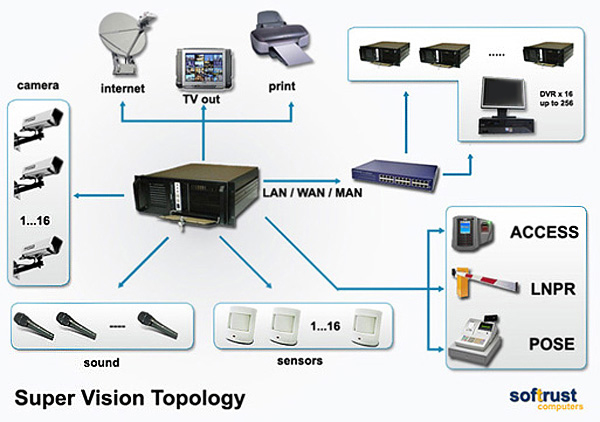 camera
internet
TV out
print
DVR x 16
up to 256
LAN / WAN / MAN
1...16
ACCESS
LNPR
POSE
1...16
sound
sensors
Super Vision Topology
softrust
computers